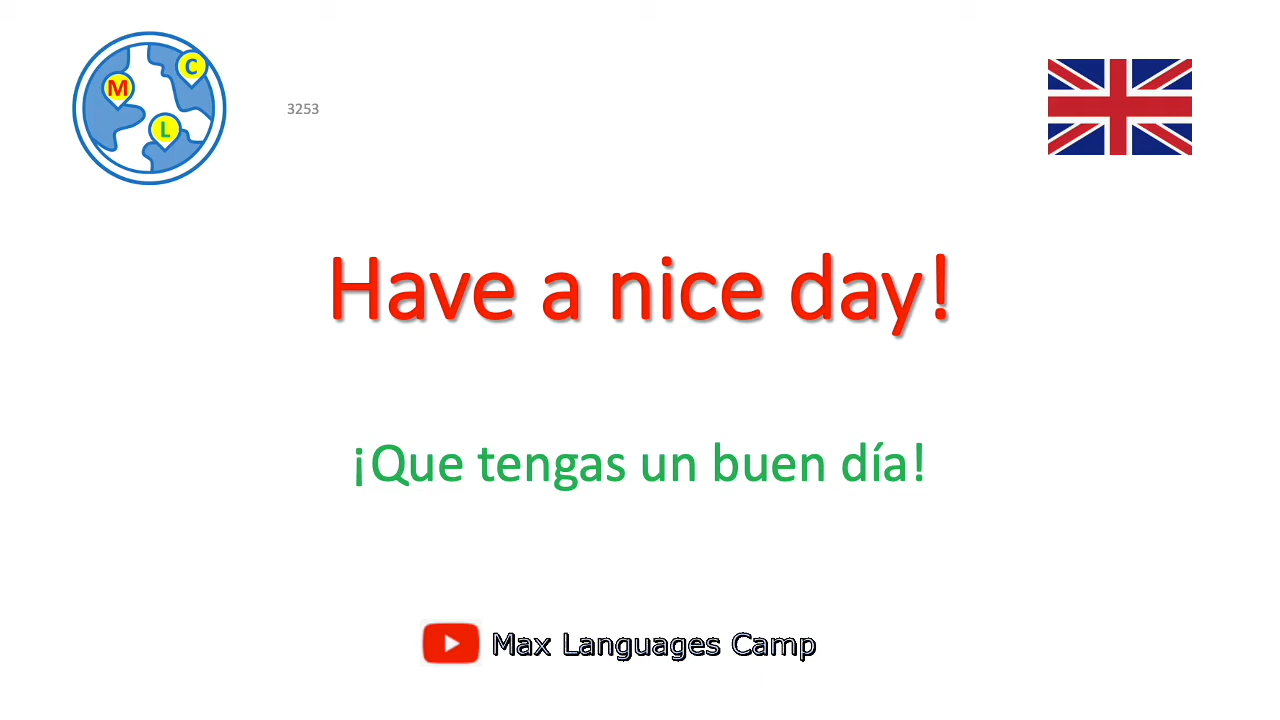 M
C
L
3253
Have a nice day!
¡Que tengas un buen día!
Max Languages Camp